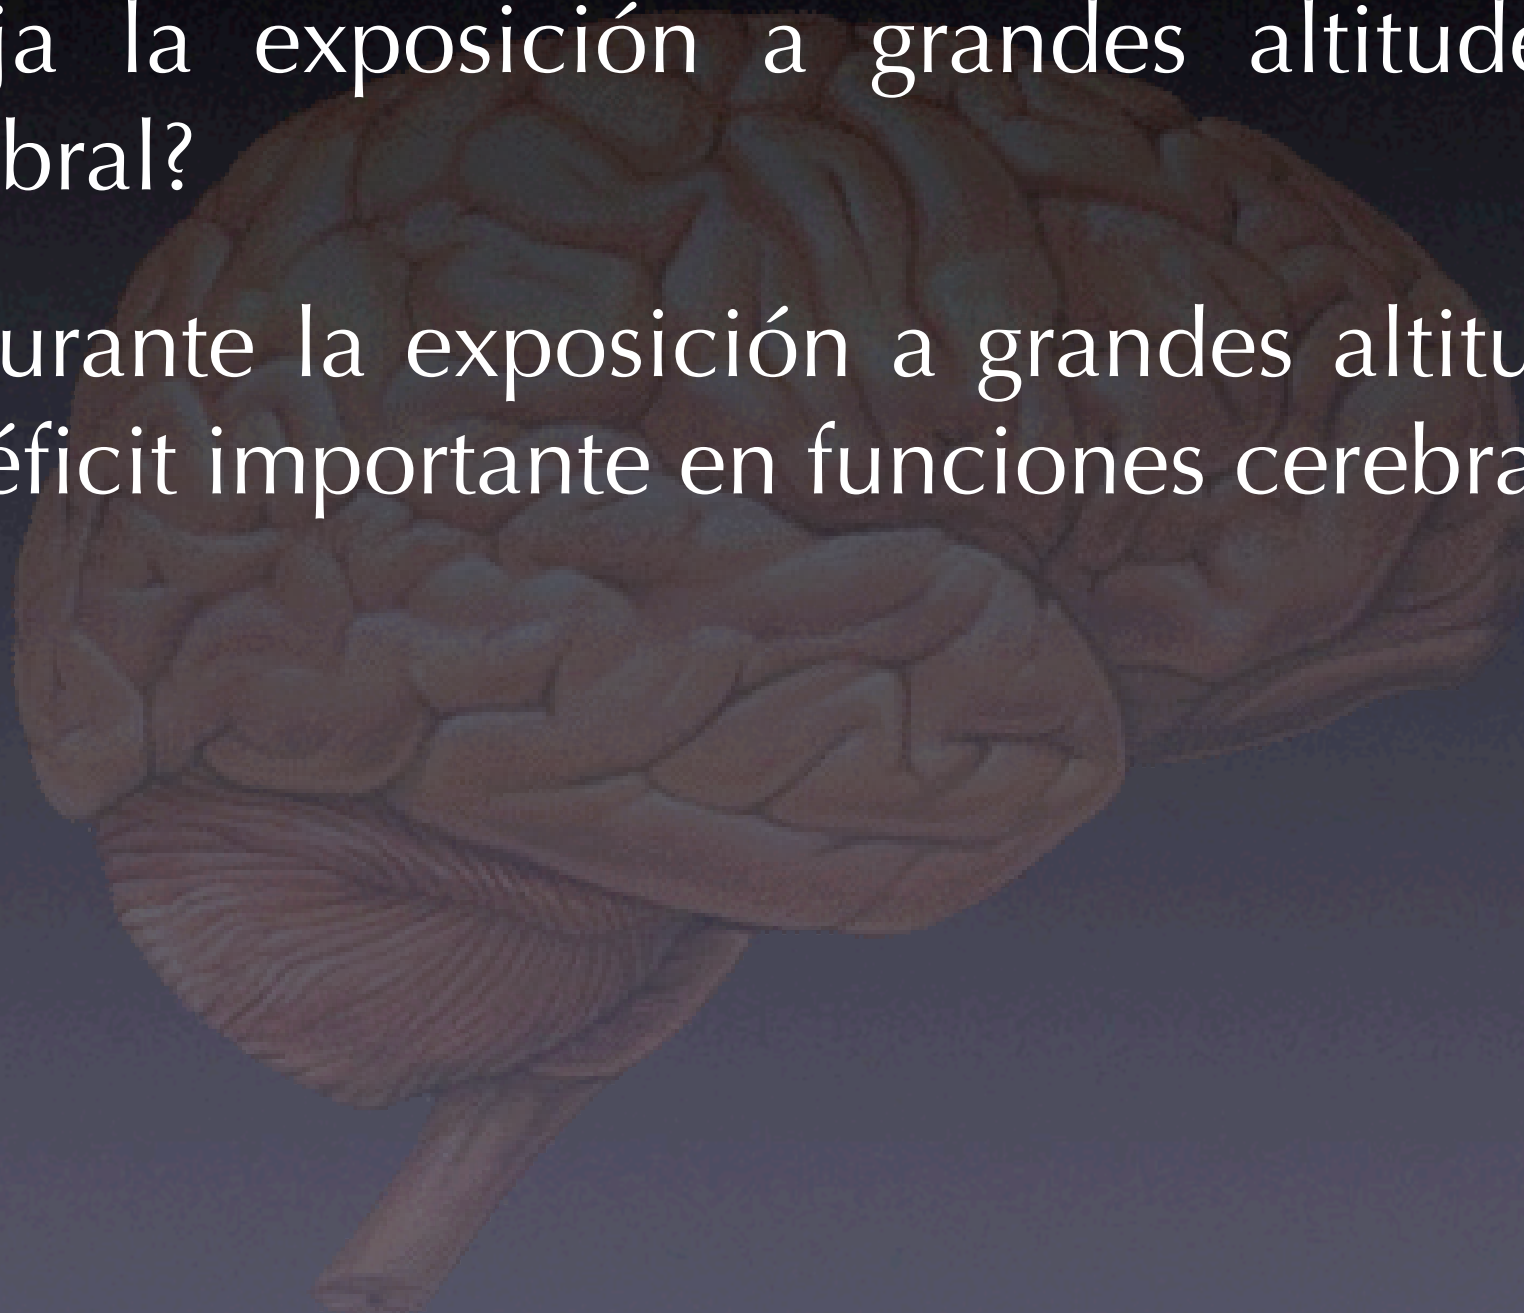 ja la exposición a grandes altitude
bral?
urante la exposición a grandes altitu
éficit importante en funciones cerebra